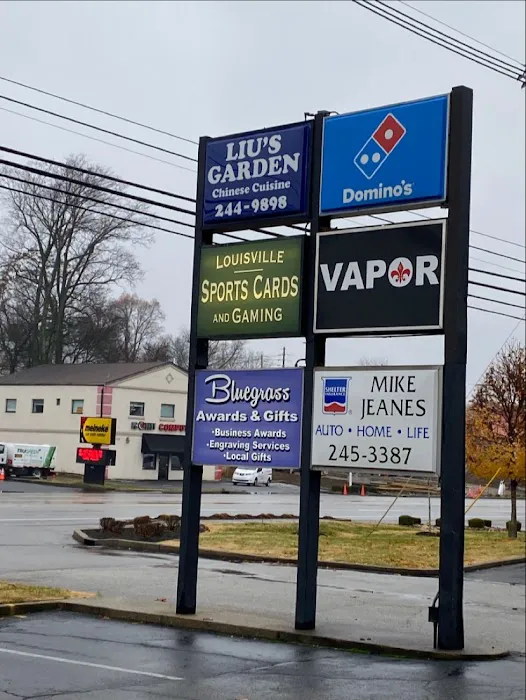 LIU'S
GARDEN
Chinese Cuisine
244-9898
Domino's
LOUISVILLE
SPORTS CARDS
AND GAMING
VAPOR
Bluegrass
Awards & Gifts
•Business Awards
•Engraving Services
•Local Gifts
SHELTER
INSURANCE
MIKE
JEANES
AUTO • HOME • LIFE
245-3387
meineke